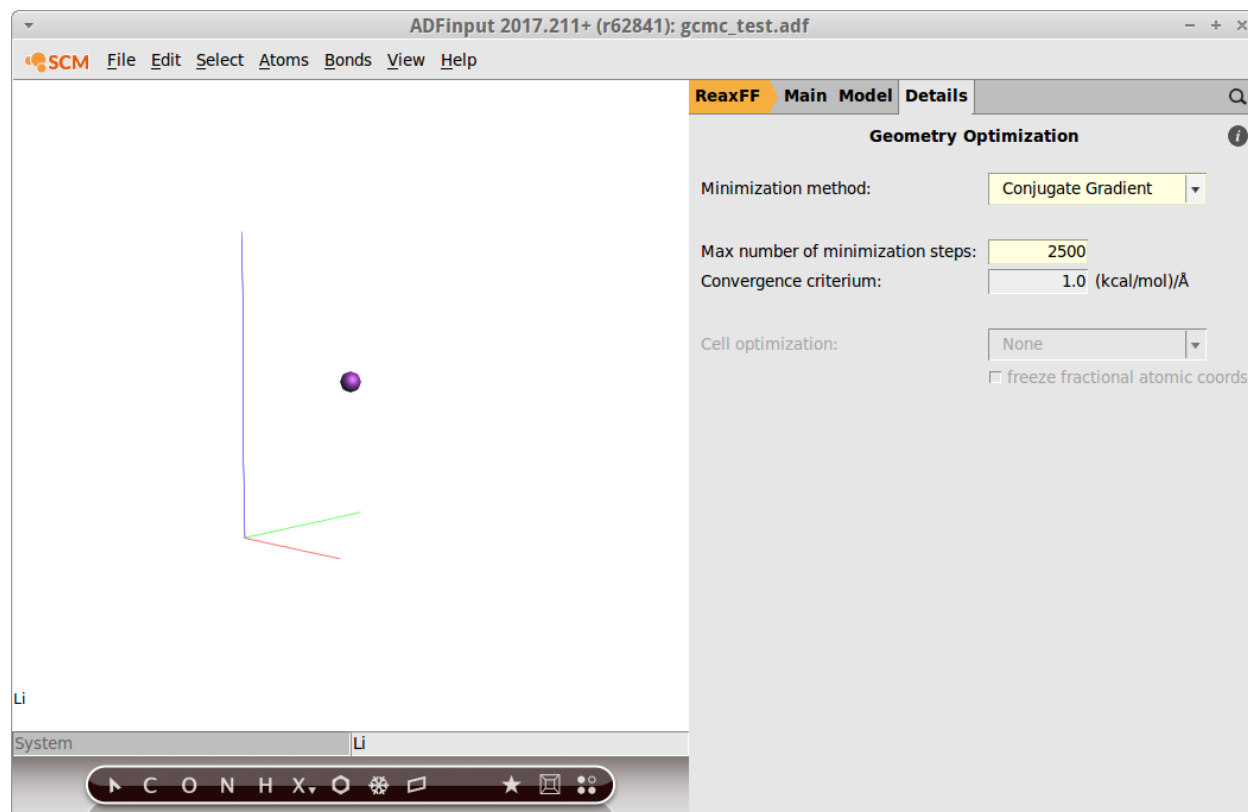 ADFinput 2017.211+ (r62841): gcmc_test.adf
SCM File Edit Select Atoms Bonds View Help
ReaxFF Main Model Details
Geometry Optimization
Minimization method: Conjugate Gradient
Max number of minimization steps: 2500
Convergence criterium: 1.0 (kcal/mol)/Å
Cell optimization: None
freeze fractional atomic coords
Li
System Li
C O N H X